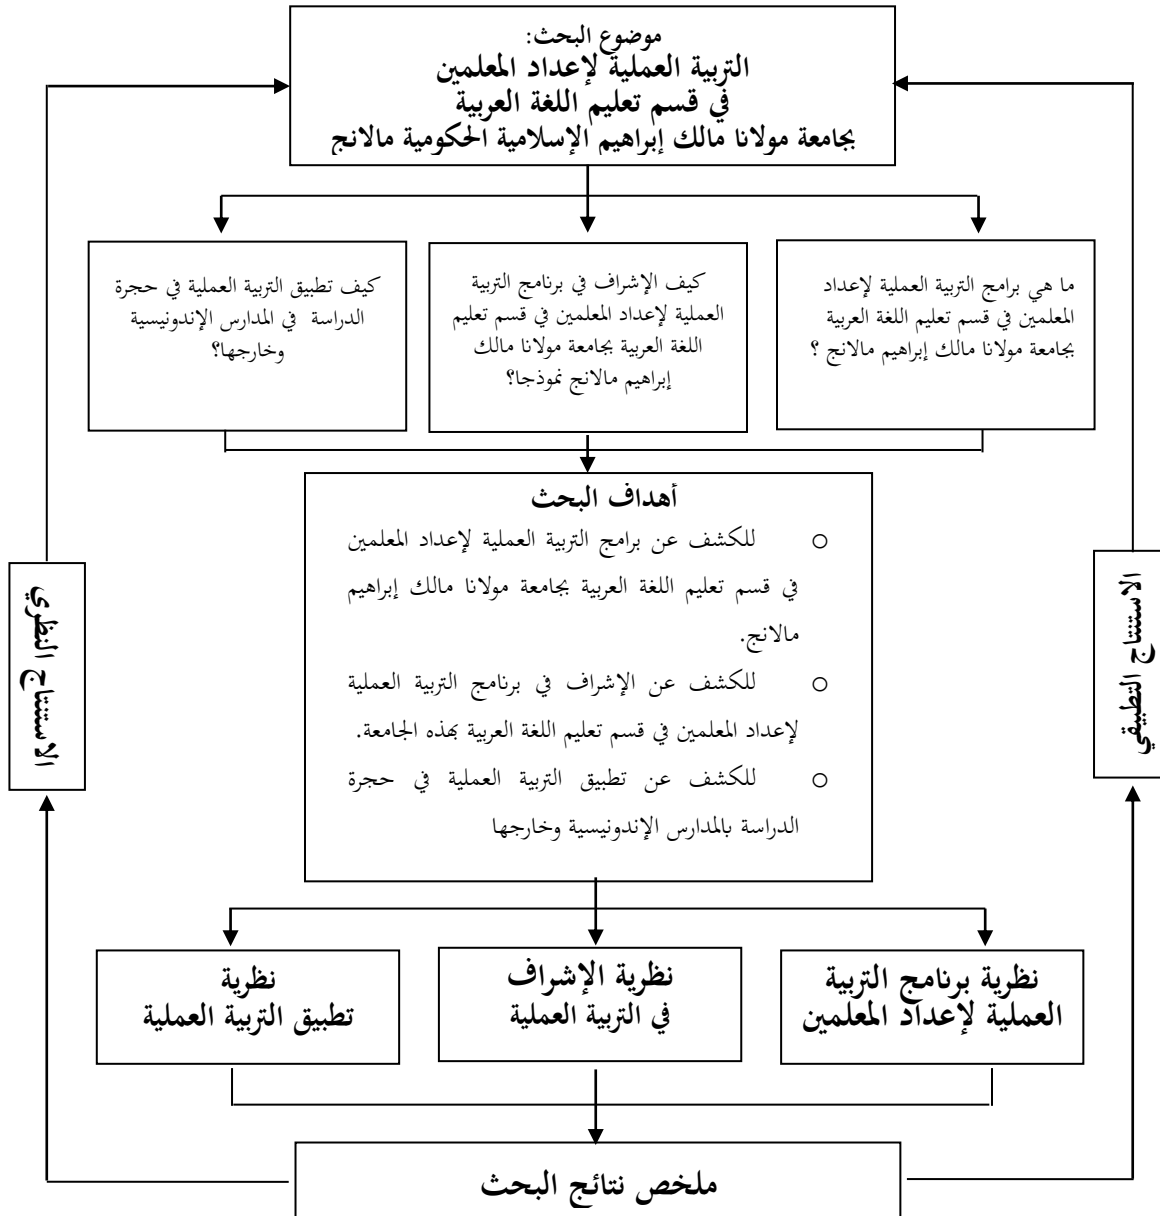 موضوع البحث:
التربية العملية لإعداد المعلمين
في قسم تعليم اللغة العربية
بجامعة مولانا مالك إبراهيم الإسلامية الحكومية مالانج
ما هي برامج التربية العملية لإعداد
المعلمين في قسم تعليم اللغة العربية
بجامعة مولانا مالك إبراهيم مالانج ؟
كيف الإشراف في برنامج التربية
العملية لإعداد المعلمين في قسم تعليم
اللغة العربية بجامعة مولانا مالك
إبراهيم مالانج نموذجا؟
كيف تطبيق التربية العملية في حجرة
الدراسة في المدارس الإندونيسية
وخارجها؟
أهداف البحث
○ للكشف عن برامج التربية العملية لإعداد المعلمين
في قسم تعليم اللغة العربية بجامعة مولانا مالك إبراهيم
مالانج.
○ للكشف عن الإشراف في برنامج التربية العملية
لإعداد المعلمين في قسم تعليم اللغة العربية بهذه الجامعة.
○ للكشف عن تطبيق التربية العملية في حجرة
الدراسة بالمدارس الإندونيسية وخارجها
الاستنتاج التطبيقي
الاستنتاج النظري
نظرية برنامج التربية
العملية لإعداد المعلمين
نظرية الإشراف
في التربية العملية
نظرية
تطبيق التربية العملية
ملخص نتائج البحث